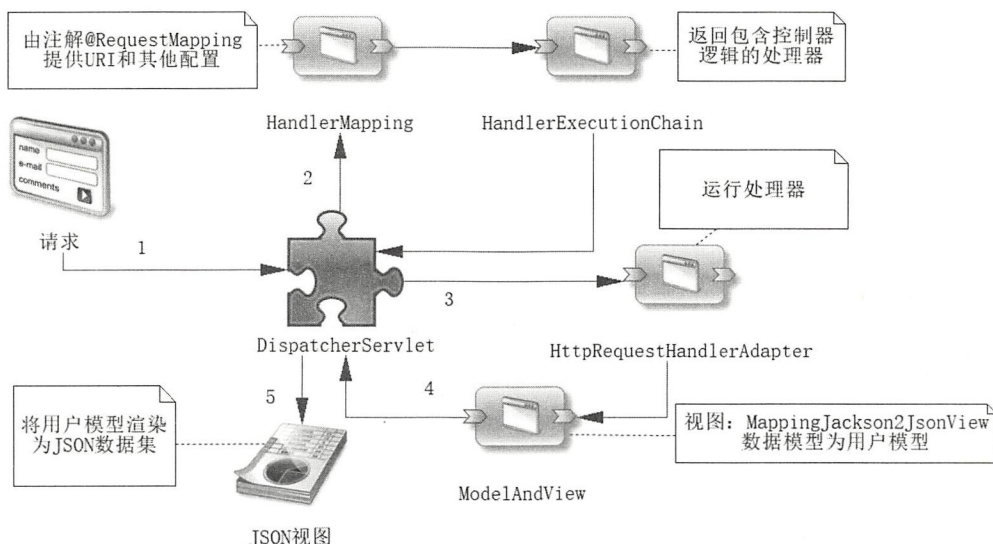 由注解@RequestMapping
提供URI和其他配置
返回包含控制器
逻辑的处理器
HandlerMapping
HandlerExecutionChain
name
e-mail
comments
请求
1
2
运行处理器
3
DispatcherServlet
HttpRequestHandlerAdapter
5
4
将用户模型渲染
为JSON数据集
视图：MappingJackson2JsonView
数据模型为用户模型
ModelAndView
JSON视图